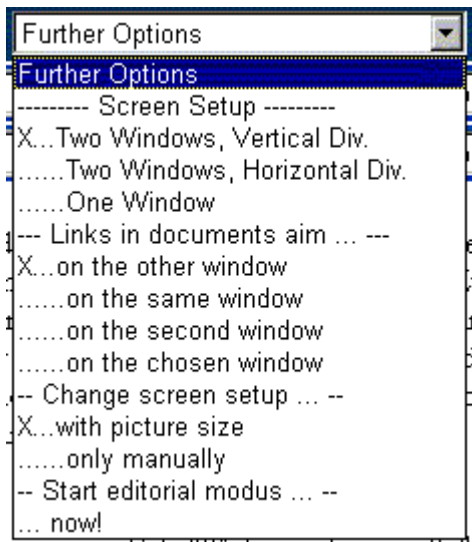 Further Options
Further Options
--------- Screen Setup ---------
X...Two Windows, Vertical Div.
......Two Windows, Horizontal Div.
......One Window
--- Links in documents aim ... ---
X...on the other window
......on the same window
......on the second window
......on the chosen window
-- Change screen setup ... --
X...with picture size
......only manually
-- Start editorial modus ... --
... now!